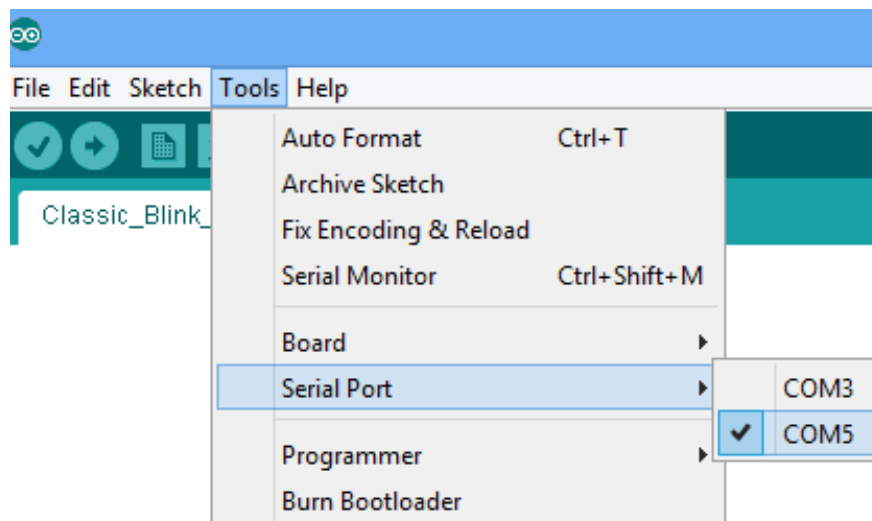 File Edit Sketch Tools Help
Auto Format Ctrl+T
Archive Sketch
Classic_Blink_
Fix Encoding & Reload
Serial Monitor Ctrl+Shift+M
Board
Serial Port
COM3
COM5
Programmer
Burn Bootloader